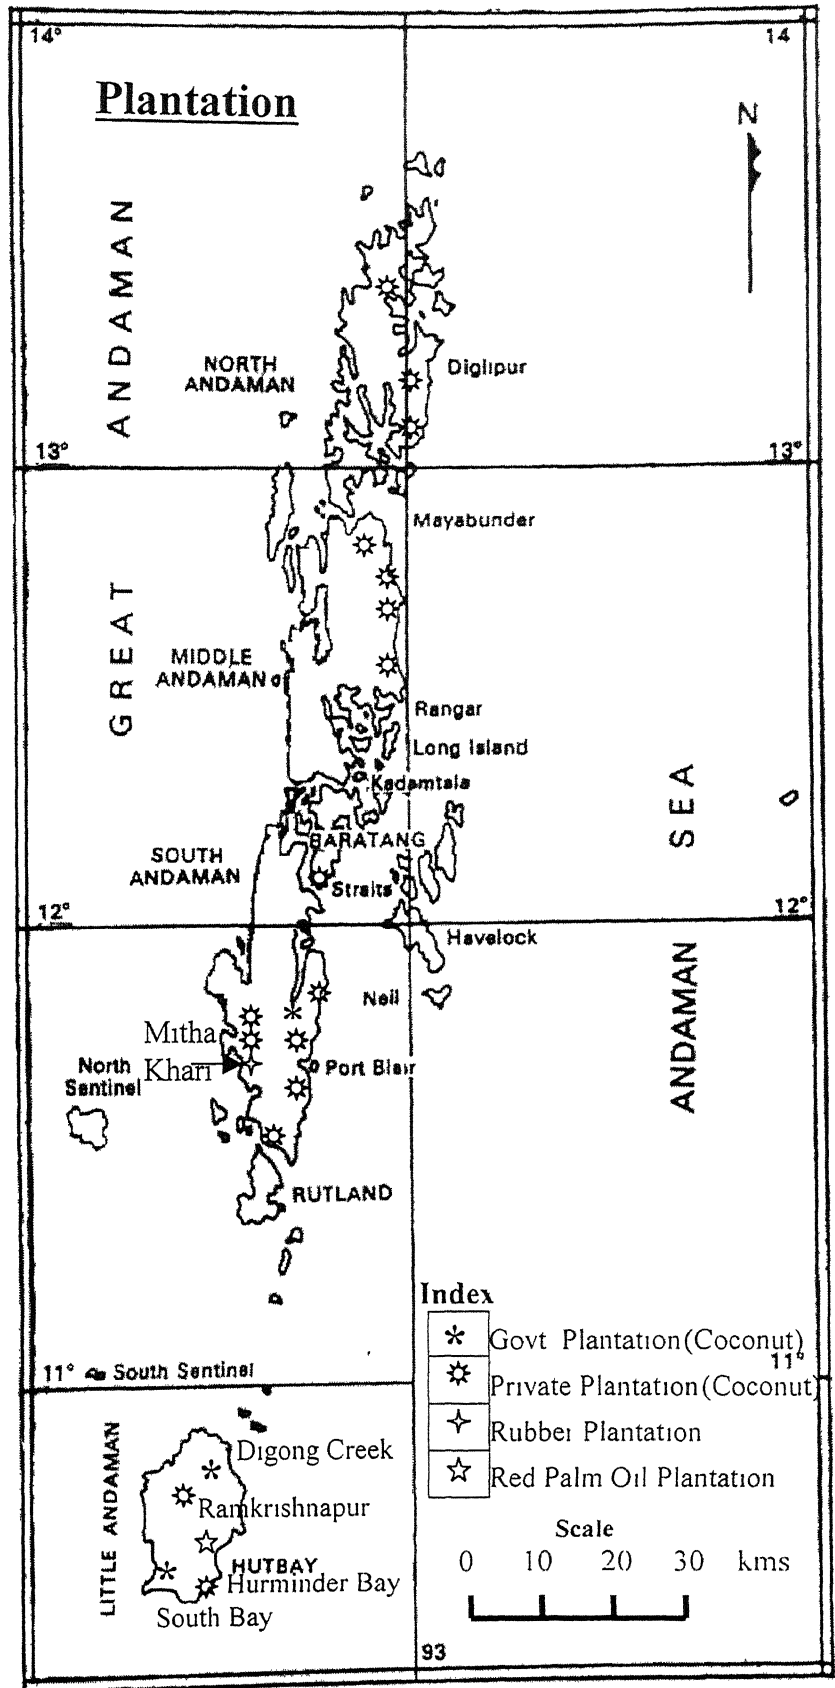 14°
14
Plantation
N
GREAT ANDAMAN
NORTH
ANDAMAN
Diglipur
13°
13°
Mayabunder
MIDDLE
ANDAMAN
Rangar
Long Island
Kadamtala
BARATANG
SOUTH
ANDAMAN
Straits
ANDAMAN SEA
12°
12°
Havelock
Neil
Mitha
Khari
North
Sentinel
Port Blair
RUTLAND
Index
Govt Plantation(Coconut)
11°
Private Plantation(Coconut)
Rubber Plantation
Red Palm Oil Plantation
11°
South Sentinel
LITTLE ANDAMAN
Digong Creek
Ramkrishnapur
HUTBAY
Hurminder Bay
South Bay
Scale
0 10 20 30 kms
93